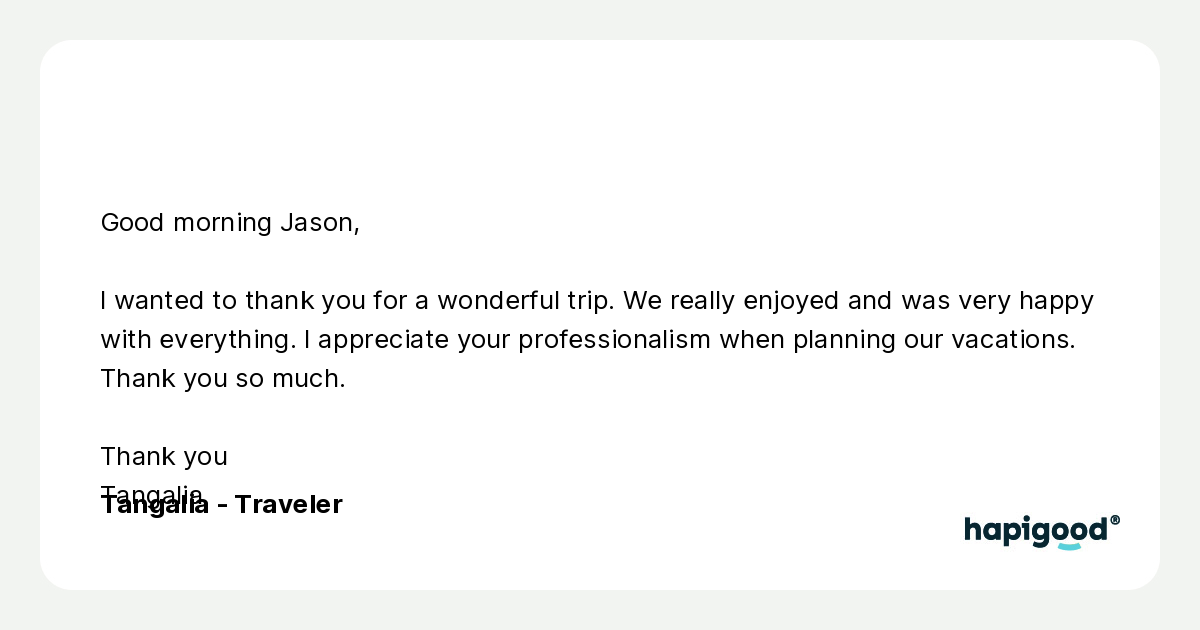 Good morning Jason,
I wanted to thank you for a wonderful trip. We really enjoyed and was very happy
with everything. I appreciate your professionalism when planning our vacations.
Thank you so much.
Thank you
Tangalia
Tangalia - Traveler
hapigood®